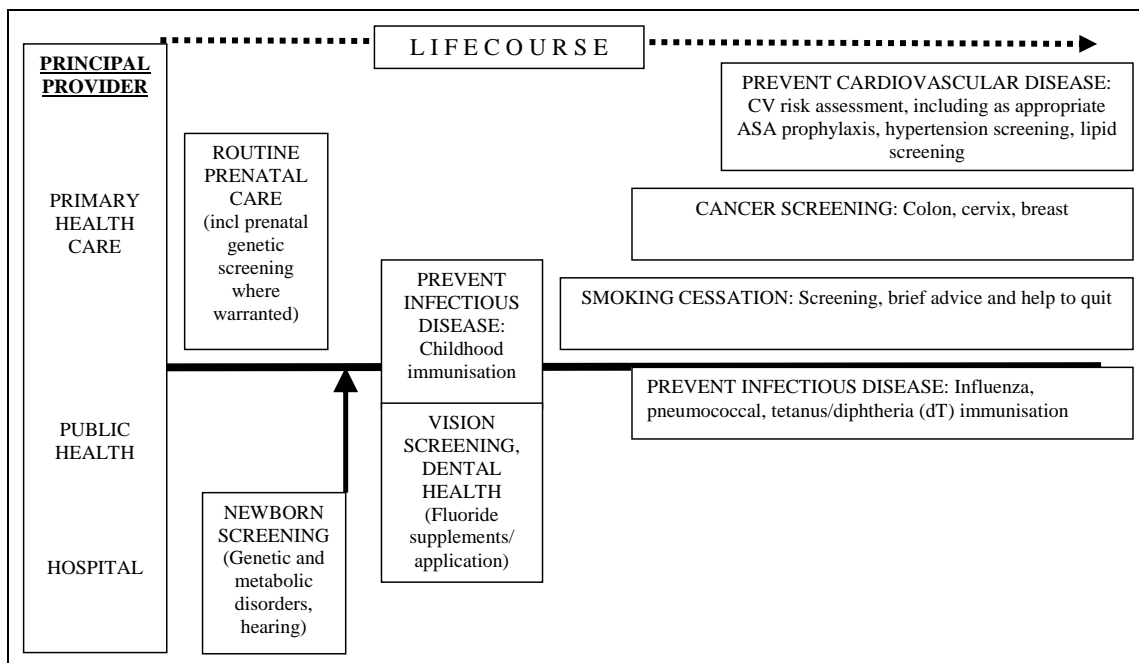 L I F E C O U R S E
PRINCIPAL
PROVIDER
PRIMARY
HEALTH
CARE
PUBLIC
HEALTH
HOSPITAL
ROUTINE
PRENATAL
CARE
(incl prenatal
genetic
screening
where
warranted)
NEWBORN
SCREENING
(Genetic and
metabolic
disorders,
hearing)
PREVENT
INFECTIOUS
DISEASE:
Childhood
immunisation
VISION
SCREENING,
DENTAL
HEALTH
(Fluoride
supplements/
application)
PREVENT CARDIOVASCULAR DISEASE:
CV risk assessment, including as appropriate
ASA prophylaxis, hypertension screening, lipid
screening
CANCER SCREENING: Colon, cervix, breast
SMOKING CESSATION: Screening, brief advice and help to quit
PREVENT INFECTIOUS DISEASE: Influenza,
pneumococcal, tetanus/diphtheria (dT) immunisation